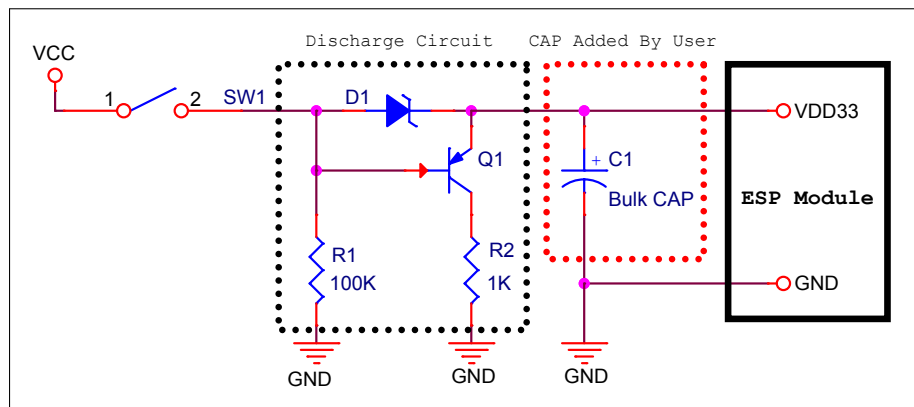 Discharge Circuit
CAP Added By User
VCC
1
2
SW1
D1
VDD33
Q1
+
C1
Bulk CAP
ESP Module
R1
100K
R2
1K
GND
GND
GND
GND